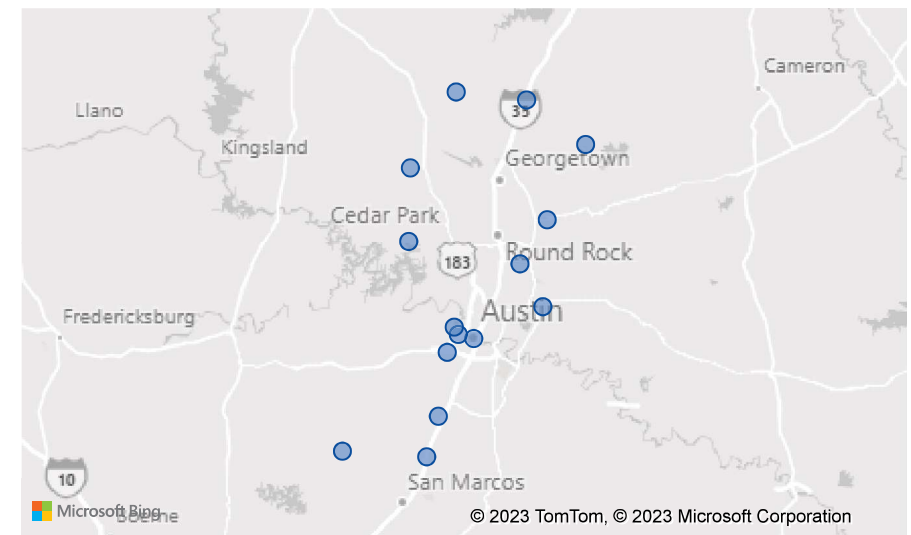 Cameron
Llano
35
Kingsland
Georgetown
Cedar Park
Round Rock
183
Austin
Fredericksburg
10
San Marcos
Microsoft Bing
Boerne
© 2023 TomTom, © 2023 Microsoft Corporation